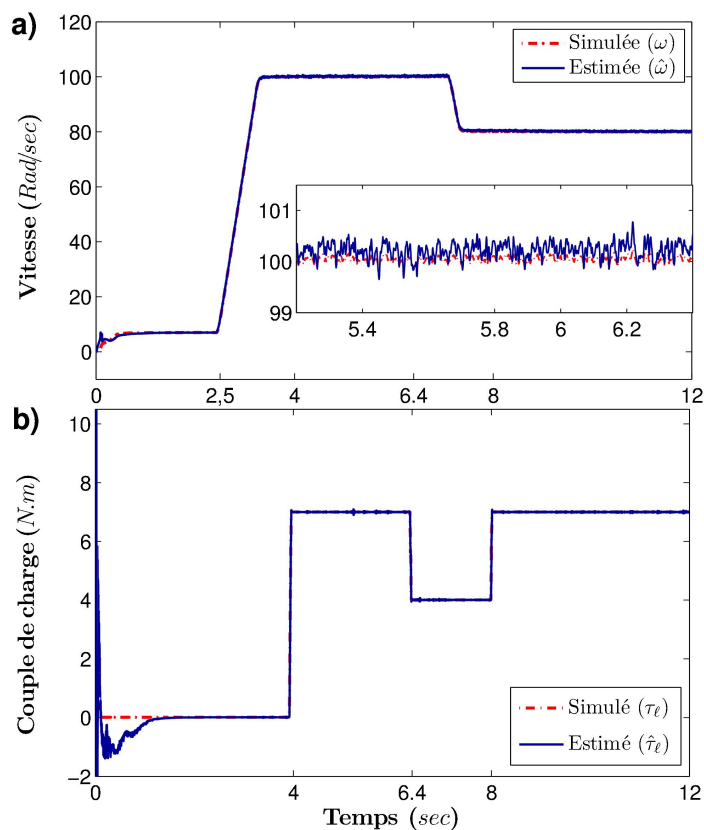 a)
120
100
80
60
40
20
0
Vitesse (Rad/sec)
Simulée (ω)
Estimée (ω̂)
101
100
99
5.4 5.8 6 6.2
0 2,5 4 6.4 8 12
b)
10
8
6
4
2
0
−2
Couple de charge (N.m)
Simulé (τℓ)
Estimé (τ̂ℓ)
0 4 6.4 8 12
Temps (sec)